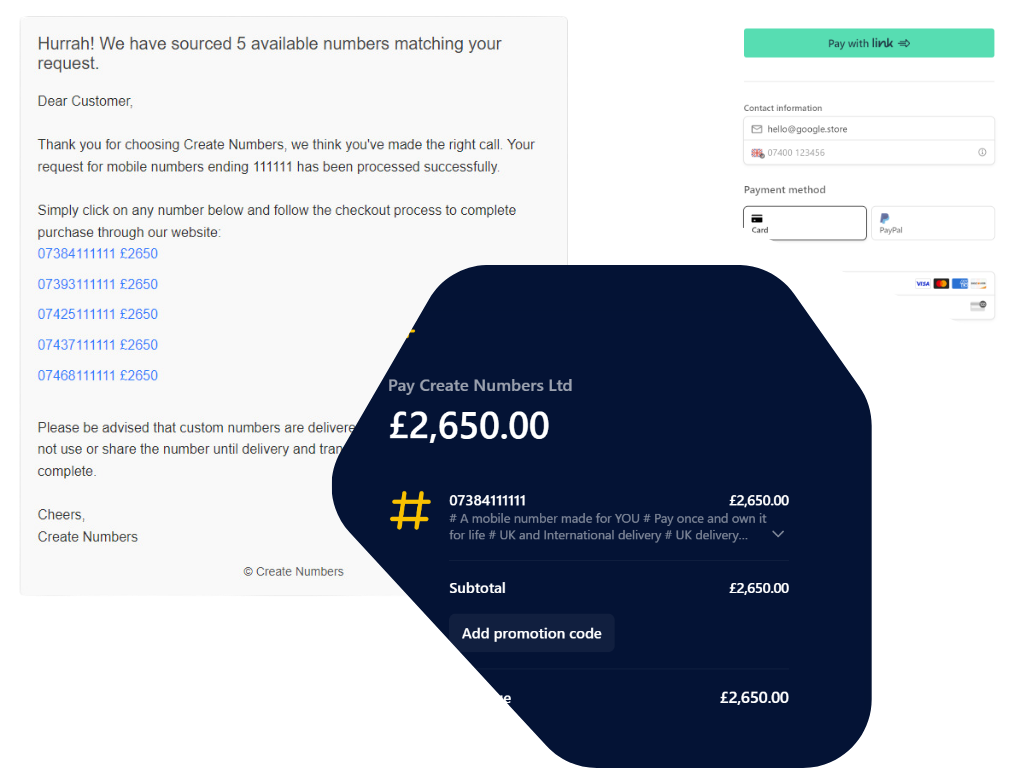 Hurrah! We have sourced 5 available numbers matching your
request.
Dear Customer,
Thank you for choosing Create Numbers, we think you've made the right call. Your
request for mobile numbers ending 111111 has been processed successfully.
Simply click on any number below and follow the checkout process to complete
purchase through our website:
07384111111 £2650
07393111111 £2650
07425111111 £2650
07437111111 £2650
07468111111 £2650
Please be advised that custom numbers are delivere
not use or share the number until delivery and tran
complete.
Cheers,
Create Numbers
© Create Numbers
Pay with link
Contact information
hello@google.store
07400 123456
Payment method
Card
PayPal
VISA
Pay Create Numbers Ltd
£2,650.00
07384111111 £2,650.00
# A mobile number made for YOU # Pay once and own it
for life # UK and International delivery # UK delivery...
Subtotal £2,650.00
Add promotion code
£2,650.00